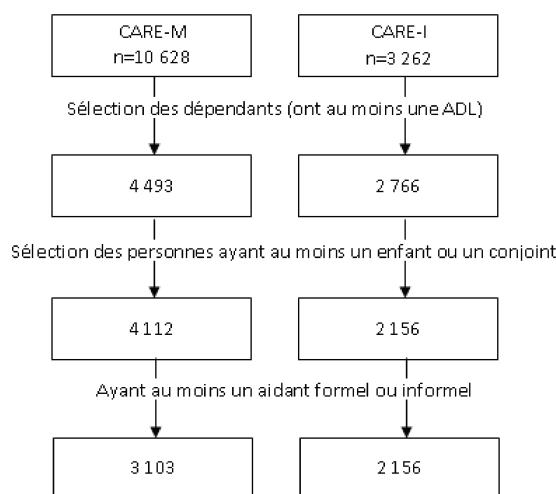 CARE-M
n=10 628
CARE-I
n=3 262
Sélection des dépendants (ont au moins une ADL)
4 493
2 766
Sélection des personnes ayant au moins un enfant ou un conjoint
4 112
2 156
Ayant au moins un aidant formel ou informel
3 103
2 156